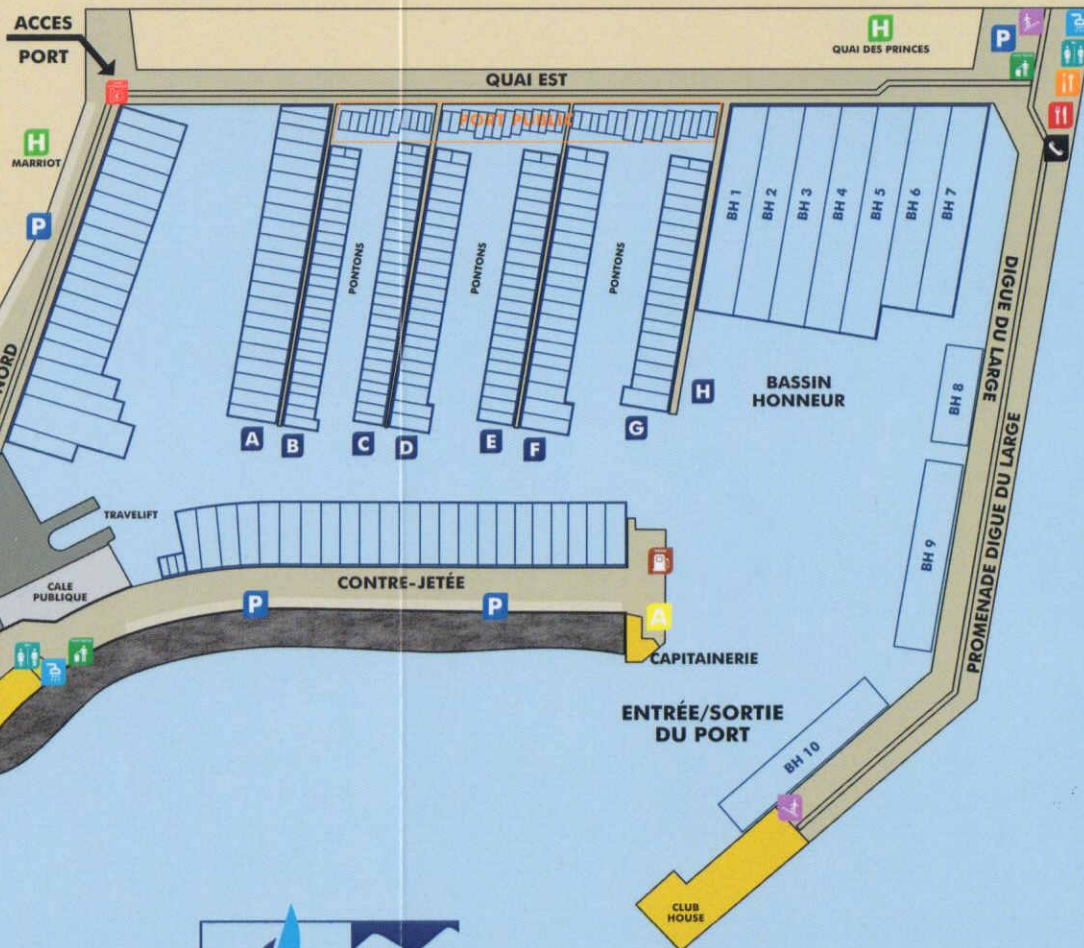 ACCES
PORT
H
QUAI DES PRINCES
P
QUAI EST
H
MARRIOT
P
PORT PUBLIC
BH 1
BH 2
BH 3
BH 4
BH 5
BH 6
BH 7
PONTONS
PONTONS
PONTONS
NORD
DIGUE DU LARGE
PROMENADE DIGUE DU LARGE
BASSIN
HONNEUR
BH 8
A
B
C
D
E
F
G
H
BH 9
TRAVELIFT
CALE
PUBLIQUE
CONTRE-JETÉE
P
P
A
CAPITAINERIE
ENTRÉE/SORTIE
DU PORT
BH 10
CLUB
HOUSE